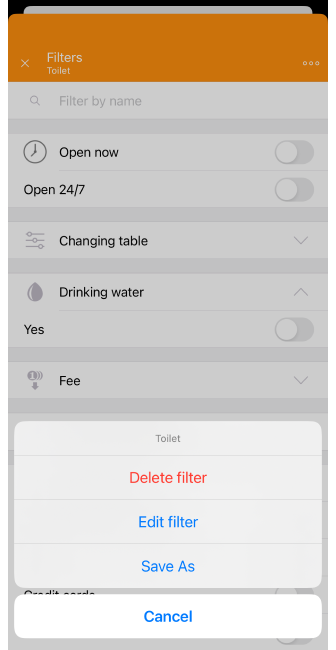 Filters
Toilet
Filter by name
Open now
Open 24/7
Changing table
Drinking water
Yes
Fee
Toilet
Delete filter
Edit filter
Save As
Credit cards
Cancel